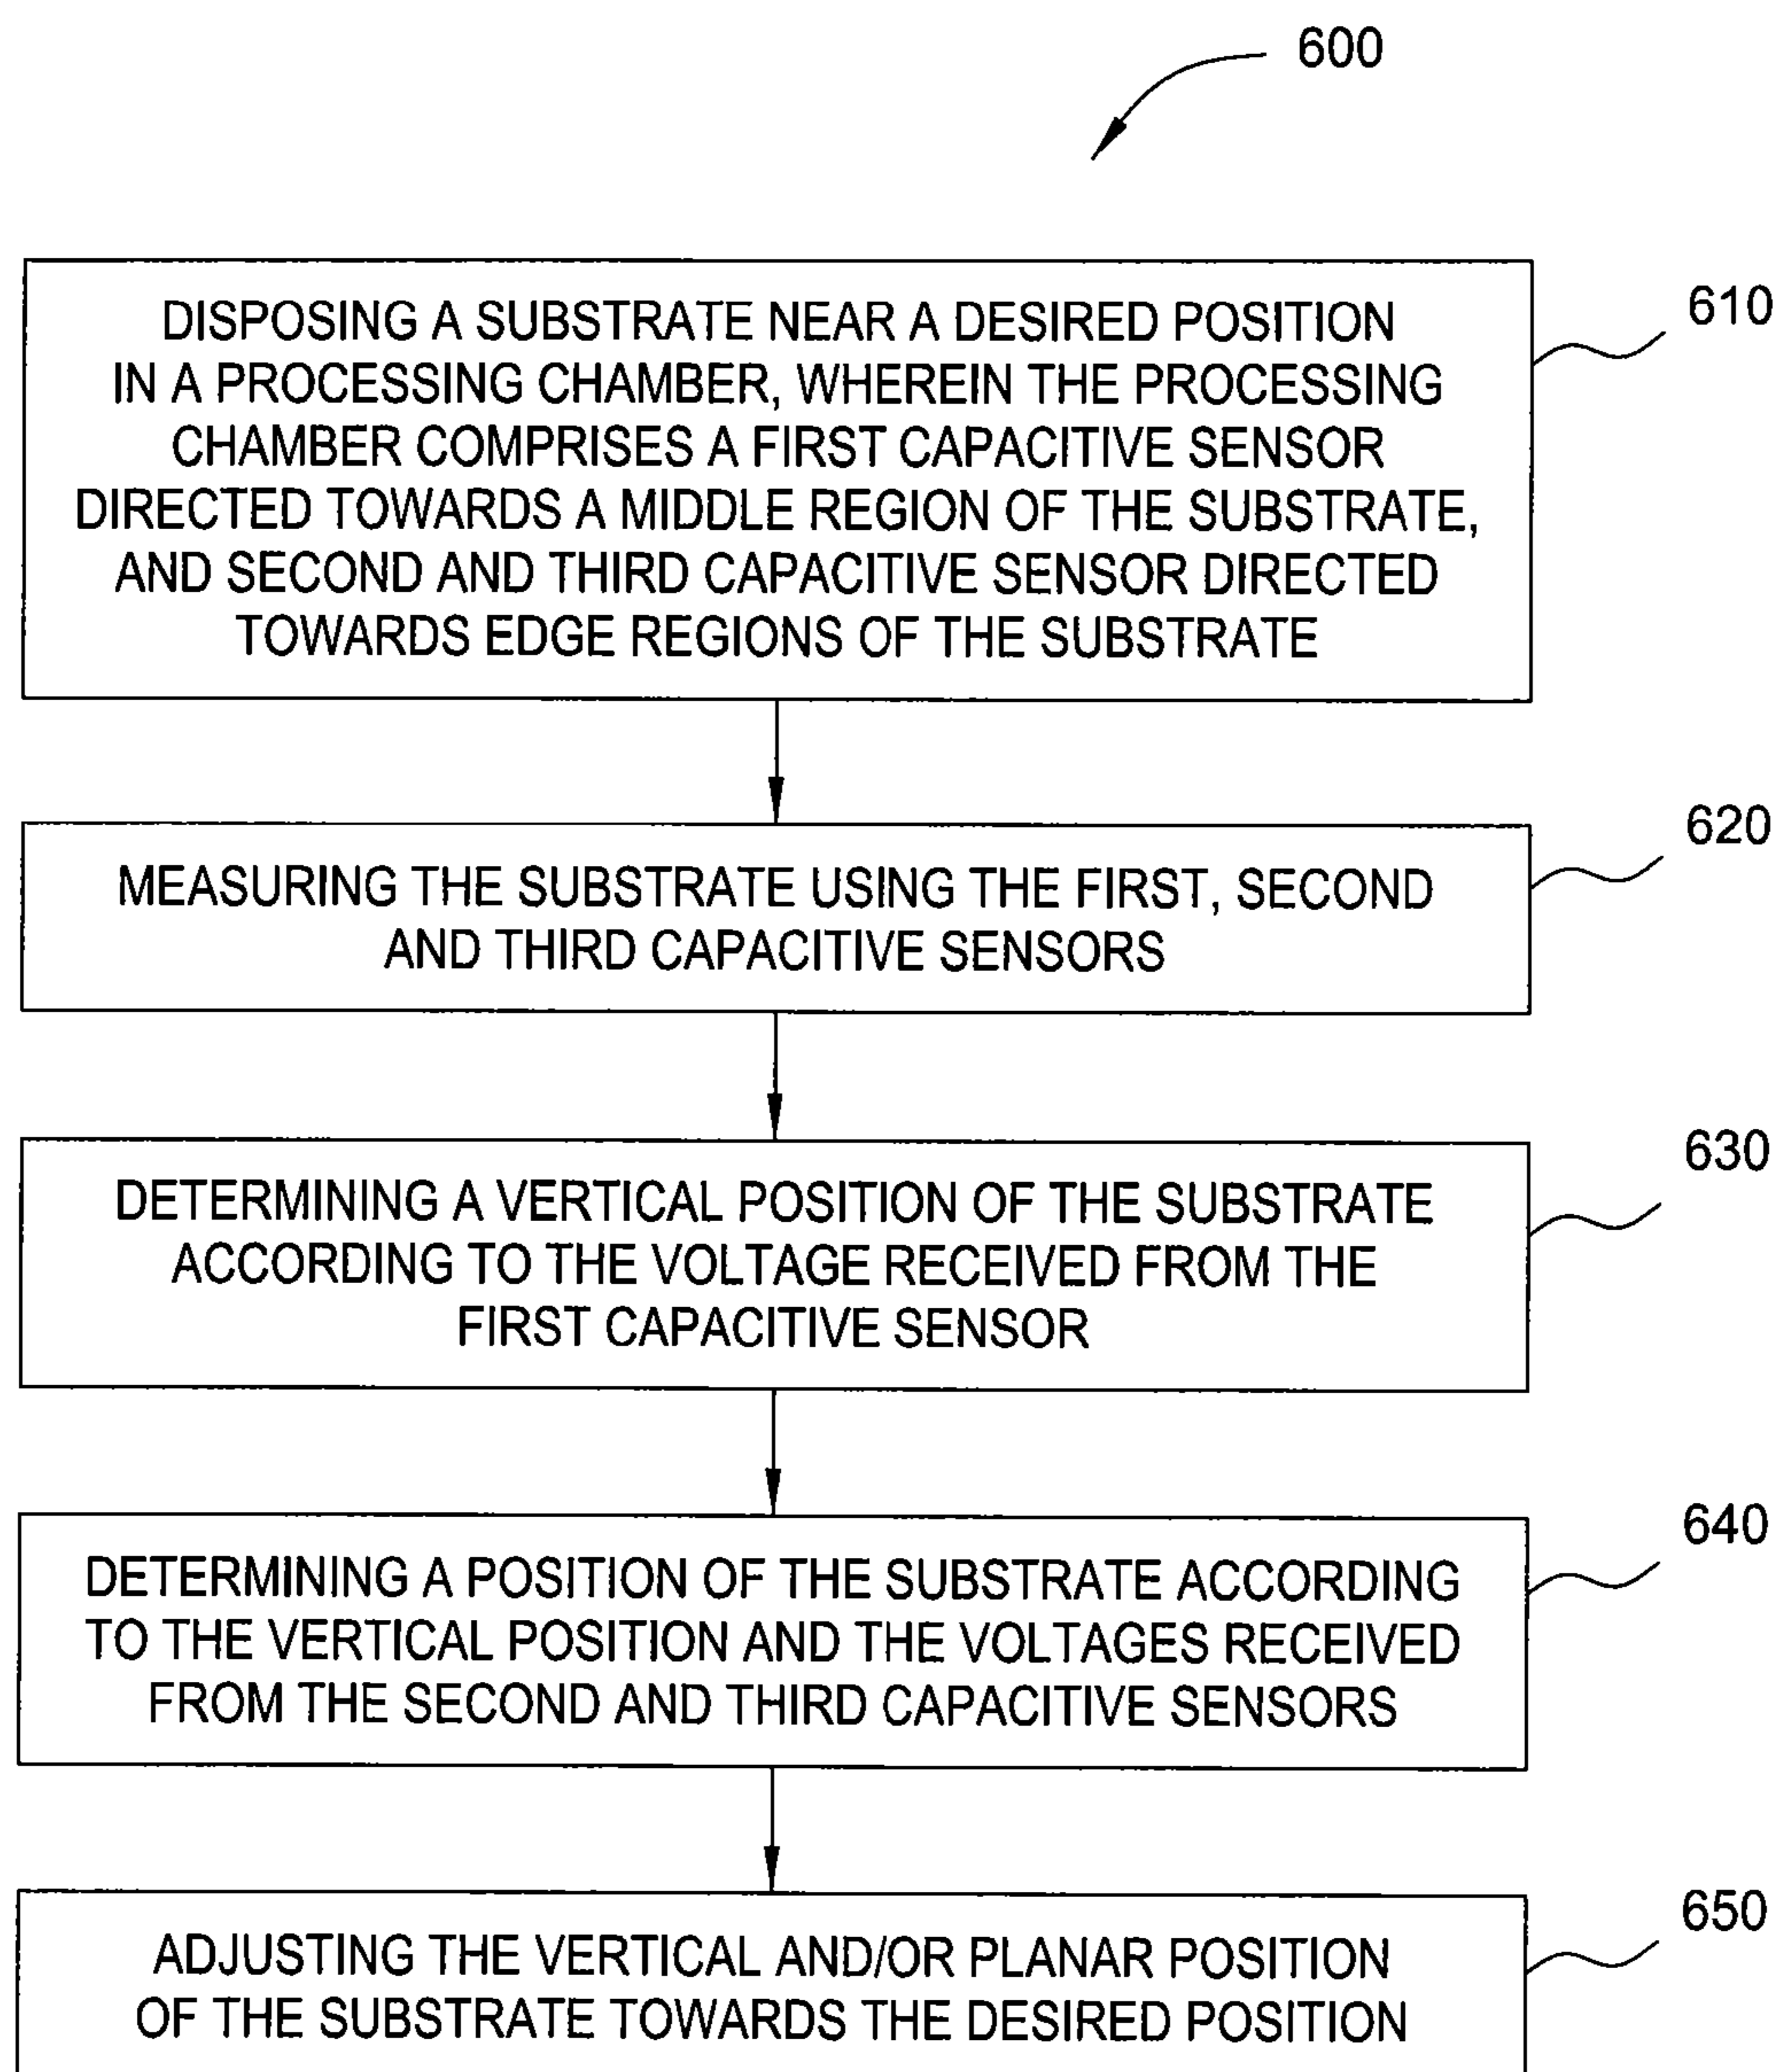 600
DISPOSING A SUBSTRATE NEAR A DESIRED POSITION
IN A PROCESSING CHAMBER, WHEREIN THE PROCESSING
CHAMBER COMPRISES A FIRST CAPACITIVE SENSOR
DIRECTED TOWARDS A MIDDLE REGION OF THE SUBSTRATE,
AND SECOND AND THIRD CAPACITIVE SENSOR DIRECTED
TOWARDS EDGE REGIONS OF THE SUBSTRATE
610
MEASURING THE SUBSTRATE USING THE FIRST, SECOND
AND THIRD CAPACITIVE SENSORS
620
DETERMINING A VERTICAL POSITION OF THE SUBSTRATE
ACCORDING TO THE VOLTAGE RECEIVED FROM THE
FIRST CAPACITIVE SENSOR
630
DETERMINING A POSITION OF THE SUBSTRATE ACCORDING
TO THE VERTICAL POSITION AND THE VOLTAGES RECEIVED
FROM THE SECOND AND THIRD CAPACITIVE SENSORS
640
ADJUSTING THE VERTICAL AND/OR PLANAR POSITION
OF THE SUBSTRATE TOWARDS THE DESIRED POSITION
650